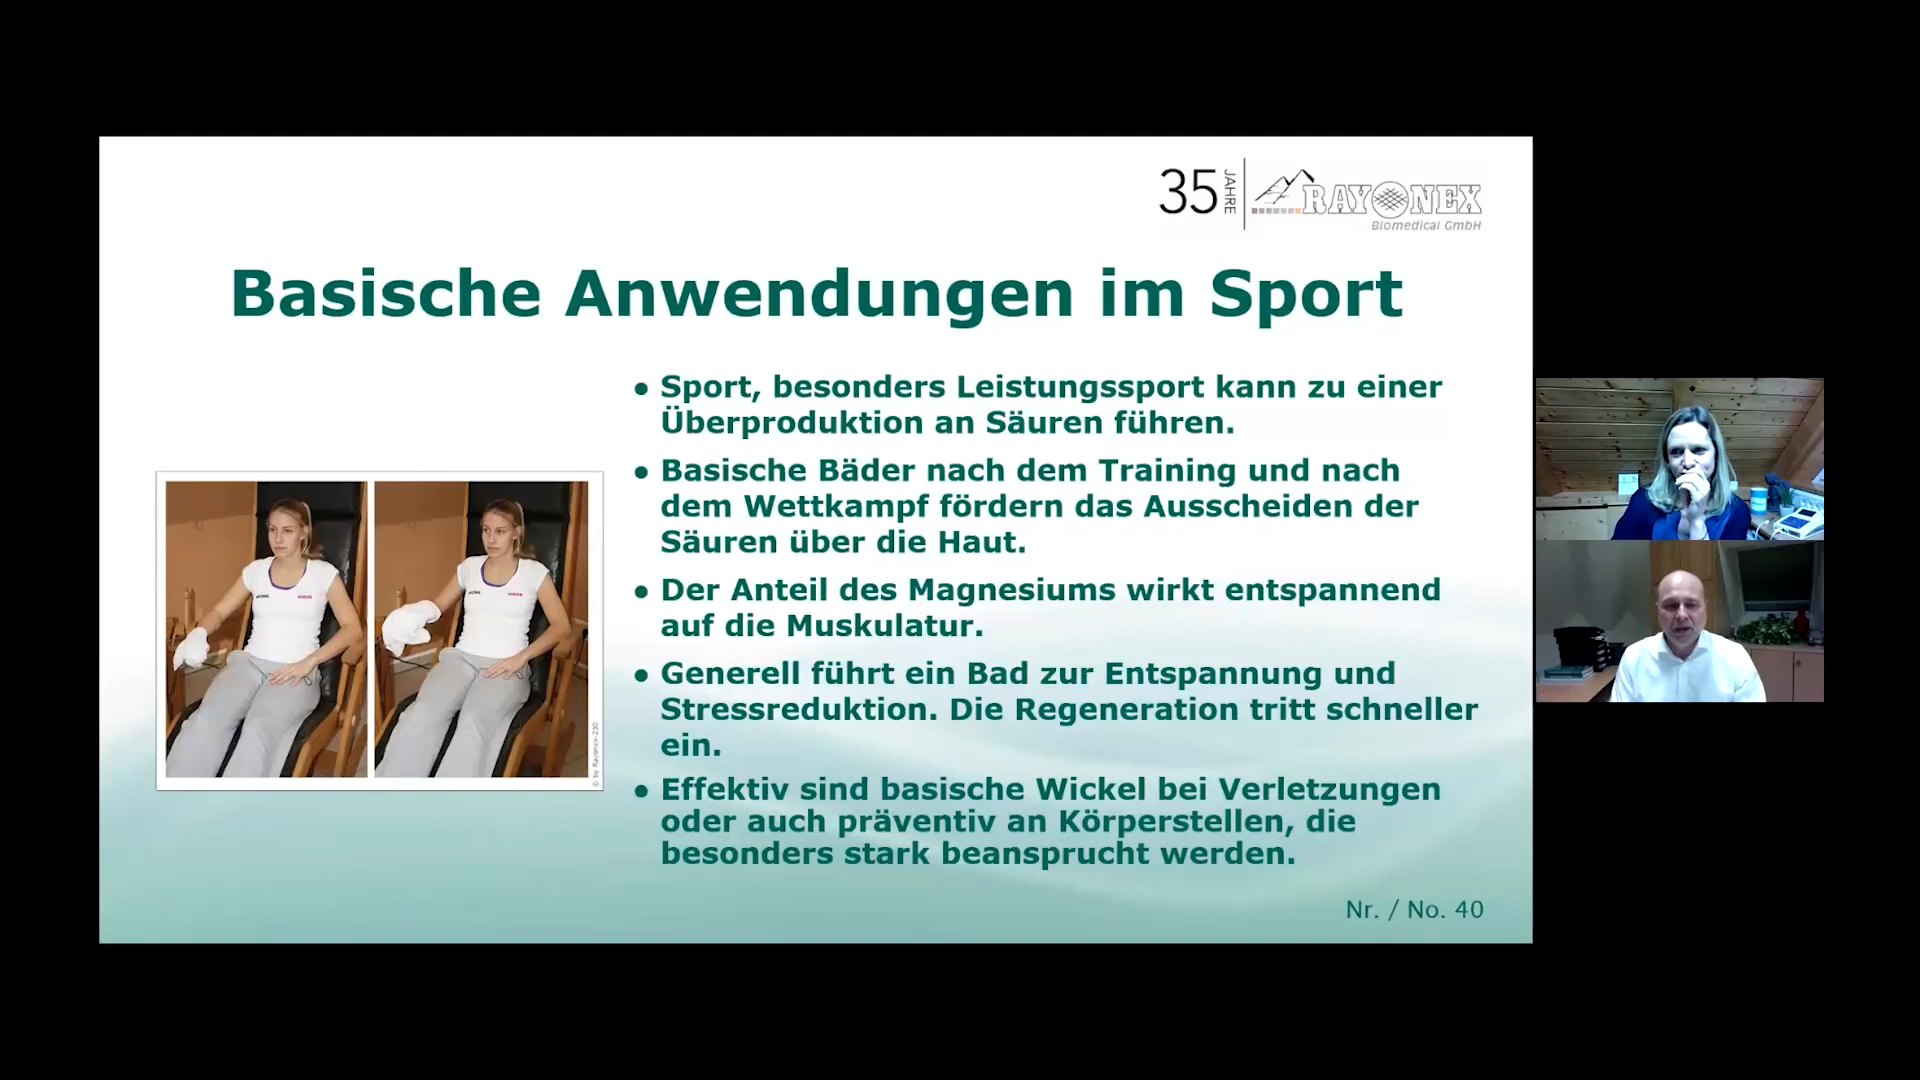 35 JAHRE
RAYONEX
Biomedical GmbH
Basische Anwendungen im Sport
● Sport, besonders Leistungssport kann zu einer
Überproduktion an Säuren führen.
● Basische Bäder nach dem Training und nach
dem Wettkampf fördern das Ausscheiden der
Säuren über die Haut.
● Der Anteil des Magnesiums wirkt entspannend
auf die Muskulatur.
● Generell führt ein Bad zur Entspannung und
Stressreduktion. Die Regeneration tritt schneller
ein.
● Effektiv sind basische Wickel bei Verletzungen
oder auch präventiv an Körperstellen, die
besonders stark beansprucht werden.
© by Rayonex-230
Nr. / No. 40